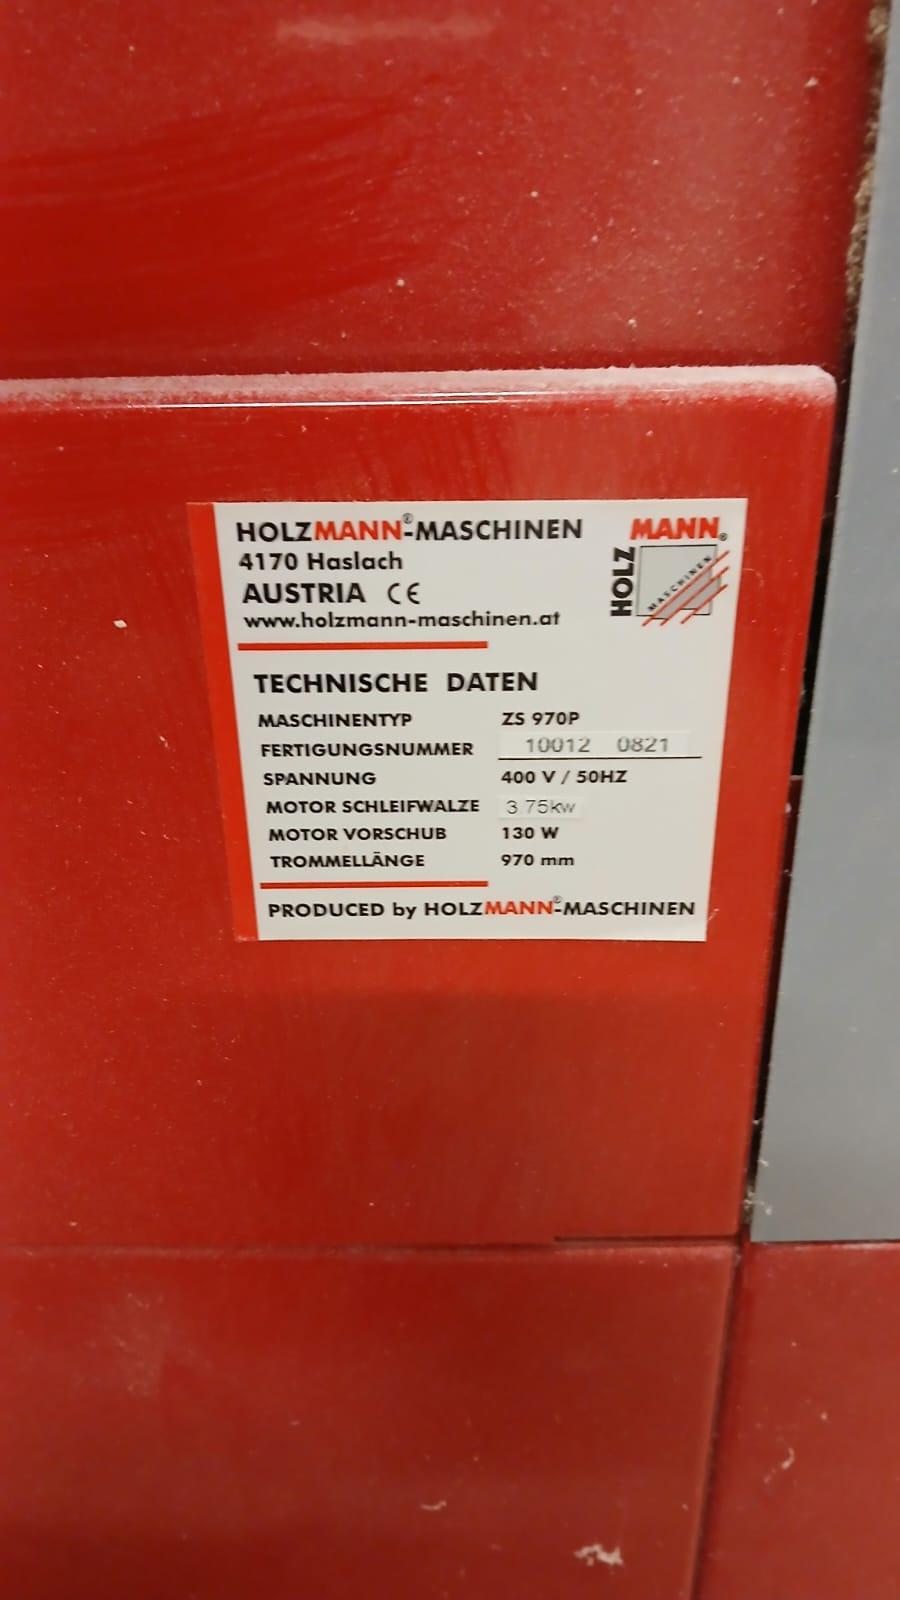 HOLZMANN®-MASCHINEN
4170 Haslach
AUSTRIA CE
www.holzmann-maschinen.at
HOLZ MANN®
MASCHINEN
TECHNISCHE DATEN
MASCHINENTYP ZS 970P
FERTIGUNGSNUMMER 10012 0821
SPANNUNG 400 V / 50HZ
MOTOR SCHLEIFWALZE 3.75kw
MOTOR VORSCHUB 130 W
TROMMELLÄNGE 970 mm
PRODUCED by HOLZMANN®-MASCHINEN